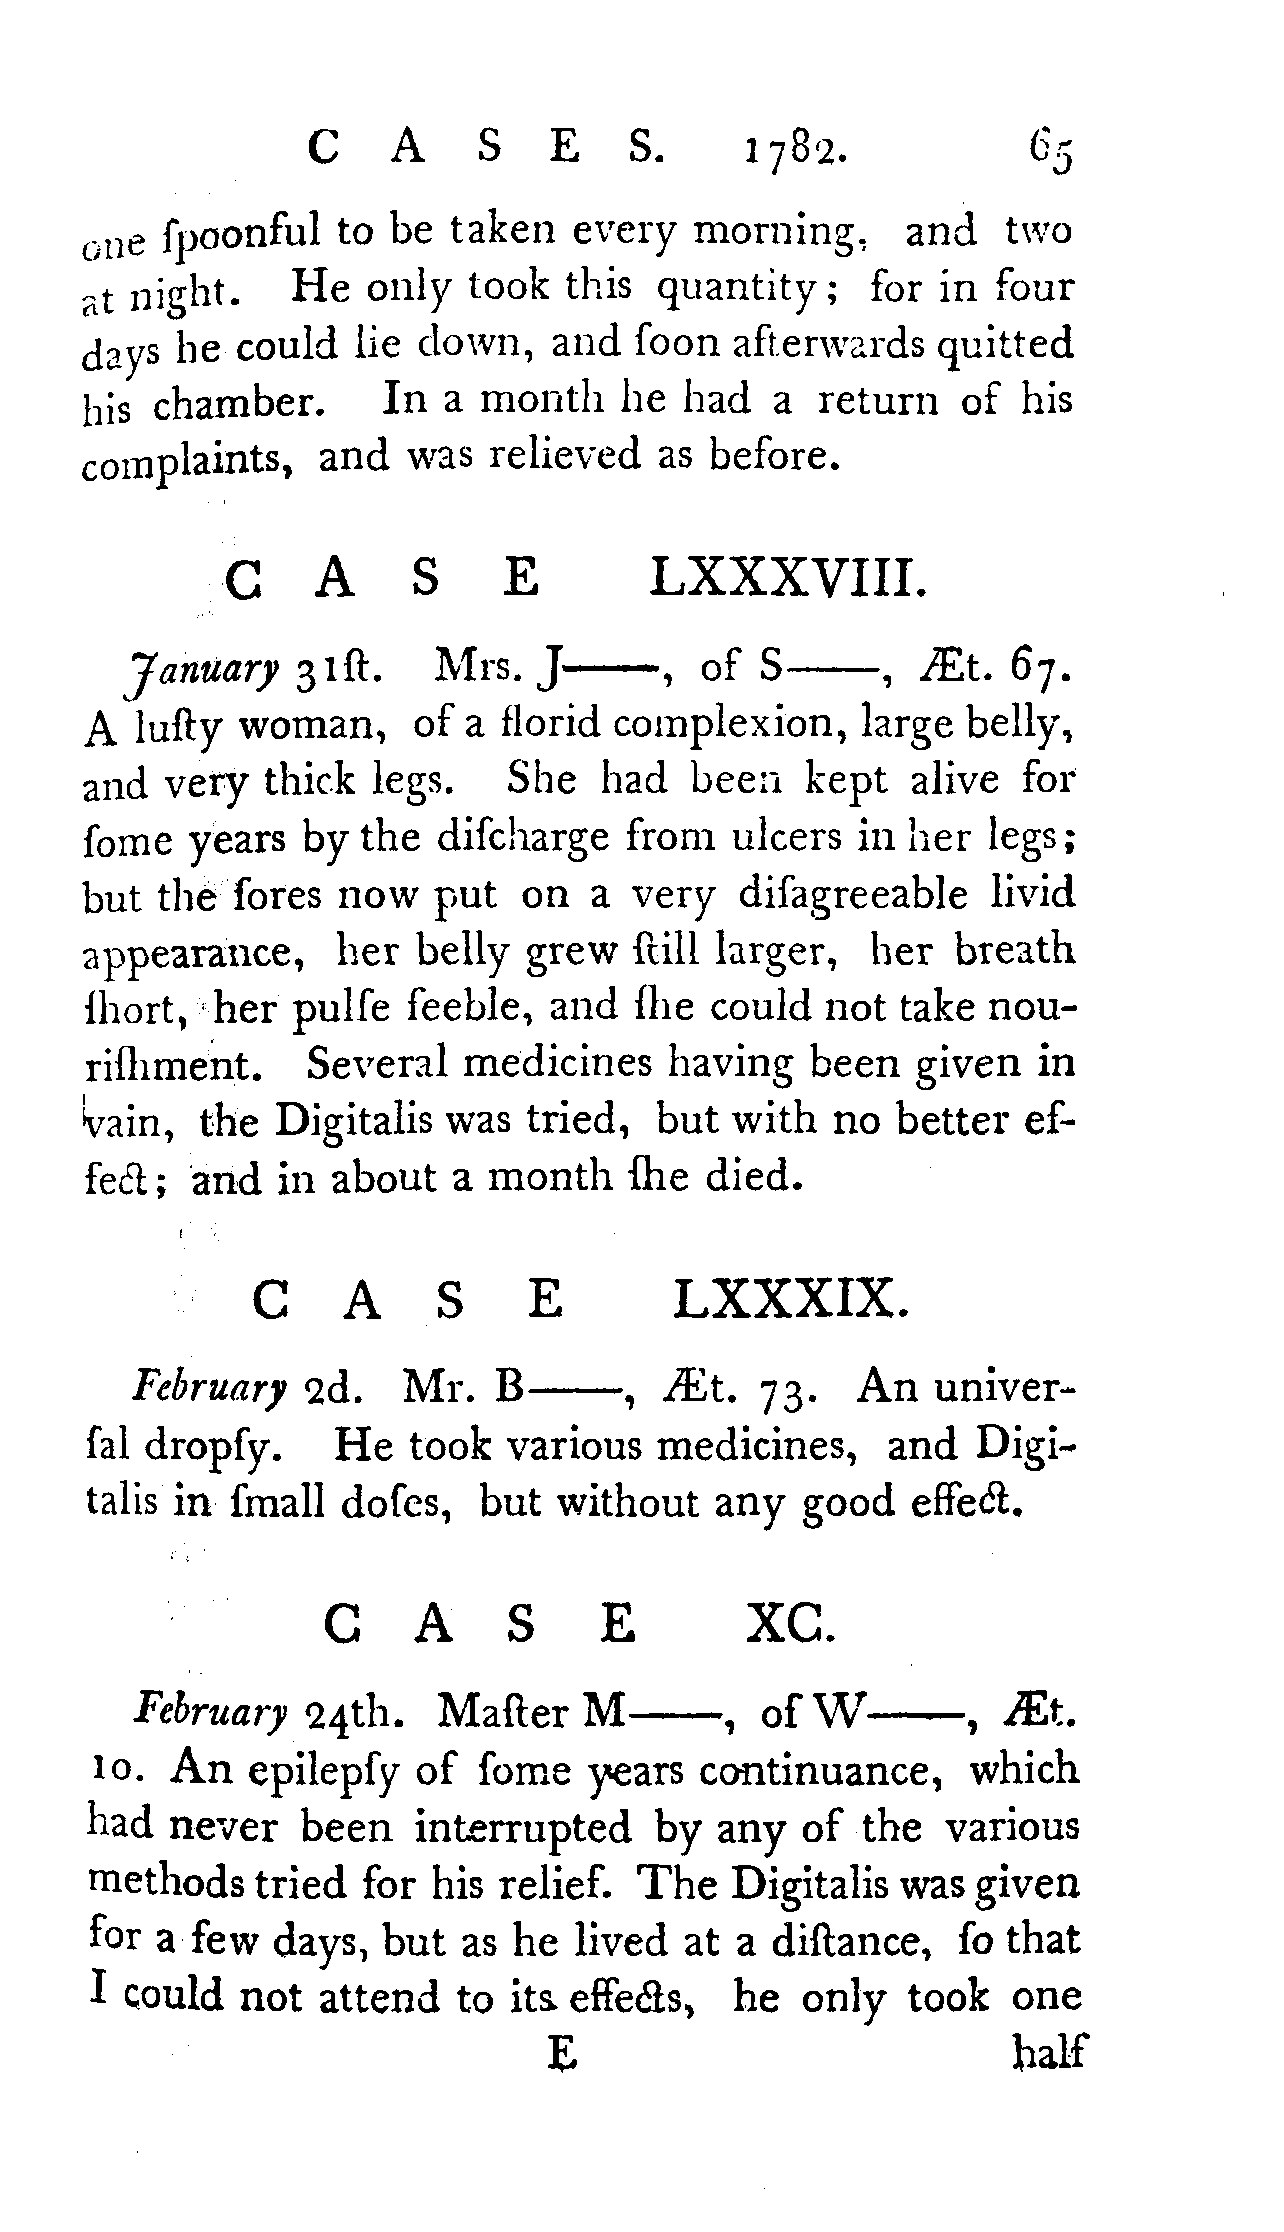 C A S E S. 1782. 65
one ſpoonful to be taken every morning, and two
at night. He only took this quantity; for in four
days he could lie down, and ſoon afterwards quitted
his chamber. In a month he had a return of his
complaints, and was relieved as before.
C A S E LXXXVIII.
January 31ſt. Mrs. J——, of S——, Æt. 67.
A luſty woman, of a florid complexion, large belly,
and very thick legs. She had been kept alive for
ſome years by the diſcharge from ulcers in her legs;
but the ſores now put on a very diſagreeable livid
appearance, her belly grew ſtill larger, her breath
ſhort, her pulſe feeble, and ſhe could not take nou-
riſhment. Several medicines having been given in
vain, the Digitalis was tried, but with no better ef-
fect; and in about a month ſhe died.
C A S E LXXXIX.
February 2d. Mr. B——, Æt. 73. An univer-
ſal dropſy. He took various medicines, and Digi-
talis in ſmall doſes, but without any good effect.
C A S E XC.
February 24th. Maſter M——, of W——, Æt.
10. An epilepſy of ſome years continuance, which
had never been interrupted by any of the various
methods tried for his relief. The Digitalis was given
for a few days, but as he lived at a diſtance, ſo that
I could not attend to its effects, he only took one
E half